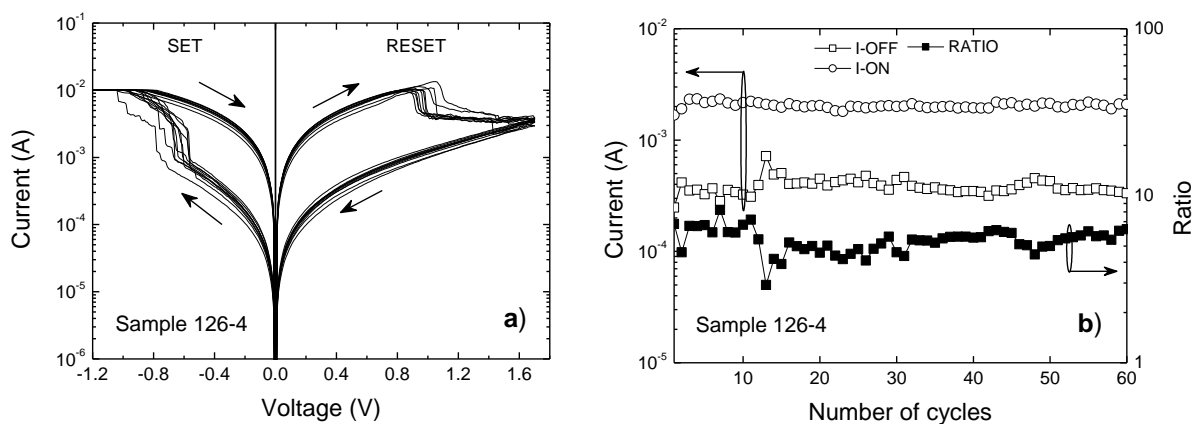 SET
RESET
Current (A)
10⁻¹
10⁻²
10⁻³
10⁻⁴
10⁻⁵
10⁻⁶
Sample 126-4
a)
-1.2 -0.8 -0.4 0.0 0.4 0.8 1.2 1.6
Voltage (V)
I-OFF RATIO
I-ON
Current (A)
10⁻²
10⁻³
10⁻⁴
10⁻⁵
100
10
1
Ratio
Sample 126-4
b)
10 20 30 40 50 60
Number of cycles